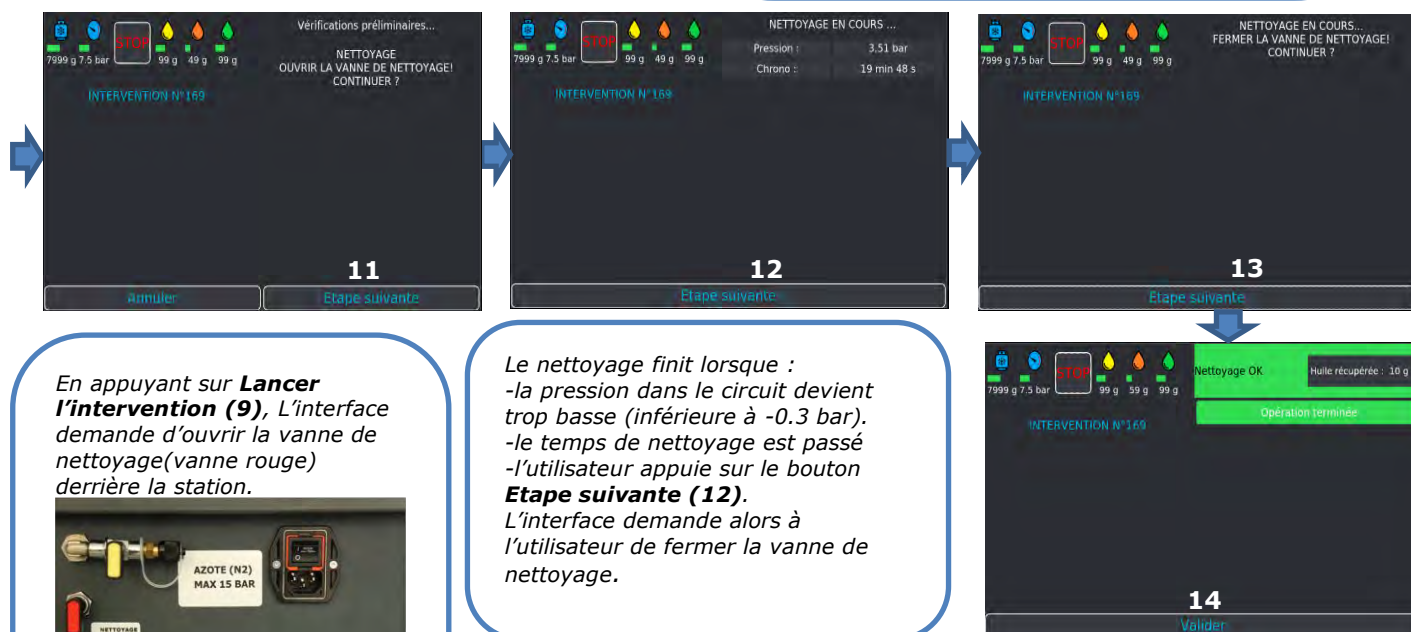 STOP
7999 g 7.5 bar 99 g 49 g 99 g
INTERVENTION N°169
Vérifications préliminaires...
NETTOYAGE
OUVRIR LA VANNE DE NETTOYAGE!
CONTINUER ?
11
Annuler
Etape suivante
STOP
7999 g 7.5 bar 99 g 49 g 99 g
INTERVENTION N°169
NETTOYAGE EN COURS ...
Pression : 3.51 bar
Chrono : 19 min 48 s
12
Etape suivante
STOP
7999 g 7.5 bar 99 g 49 g 99 g
INTERVENTION N°169
NETTOYAGE EN COURS...
FERMER LA VANNE DE NETTOYAGE!
CONTINUER ?
13
Etape suivante
En appuyant sur Lancer
l'intervention (9), L'interface
demande d'ouvrir la vanne de
nettoyage(vanne rouge)
derrière la station.
AZOTE (N2)
MAX 15 BAR
NETTOYAGE
Le nettoyage finit lorsque :
-la pression dans le circuit devient
trop basse (inférieure à -0.3 bar).
-le temps de nettoyage est passé
-l'utilisateur appuie sur le bouton
Etape suivante (12).
L'interface demande alors à
l'utilisateur de fermer la vanne de
nettoyage.
STOP
7999 g 7.5 bar 99 g 59 g 99 g
INTERVENTION N°169
Nettoyage OK
Huile récupérée : 10 g
Opération terminée
14
Valider